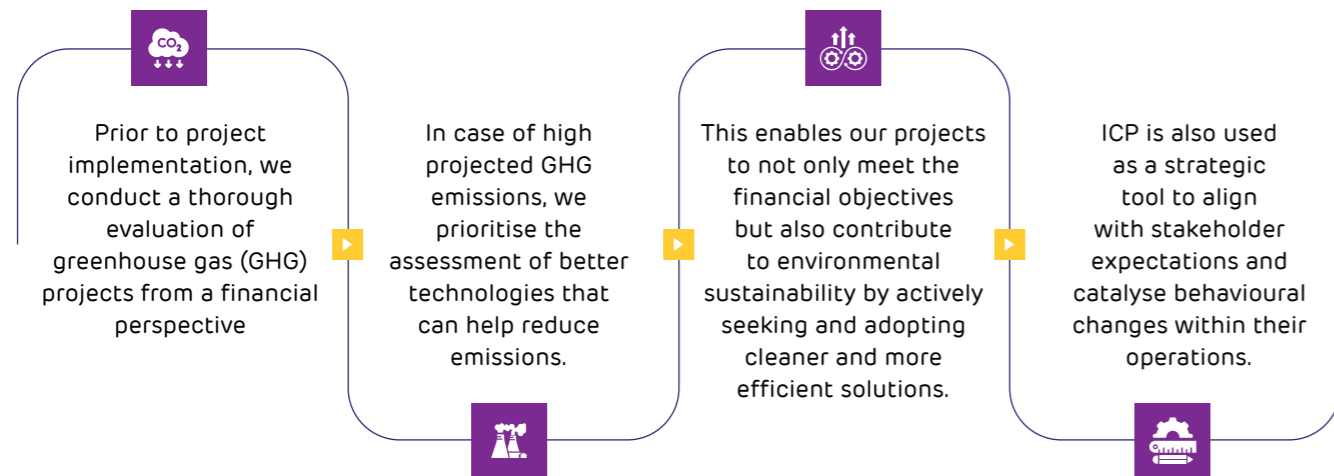 CO2
Prior to project
implementation, we
conduct a thorough
evaluation of
greenhouse gas (GHG)
projects from a financial
perspective
In case of high
projected GHG
emissions, we
prioritise the
assessment of better
technologies that
can help reduce
emissions.
This enables our projects
to not only meet the
financial objectives
but also contribute
to environmental
sustainability by actively
seeking and adopting
cleaner and more
efficient solutions.
ICP is also used
as a strategic
tool to align
with stakeholder
expectations and
catalyse behavioural
changes within their
operations.